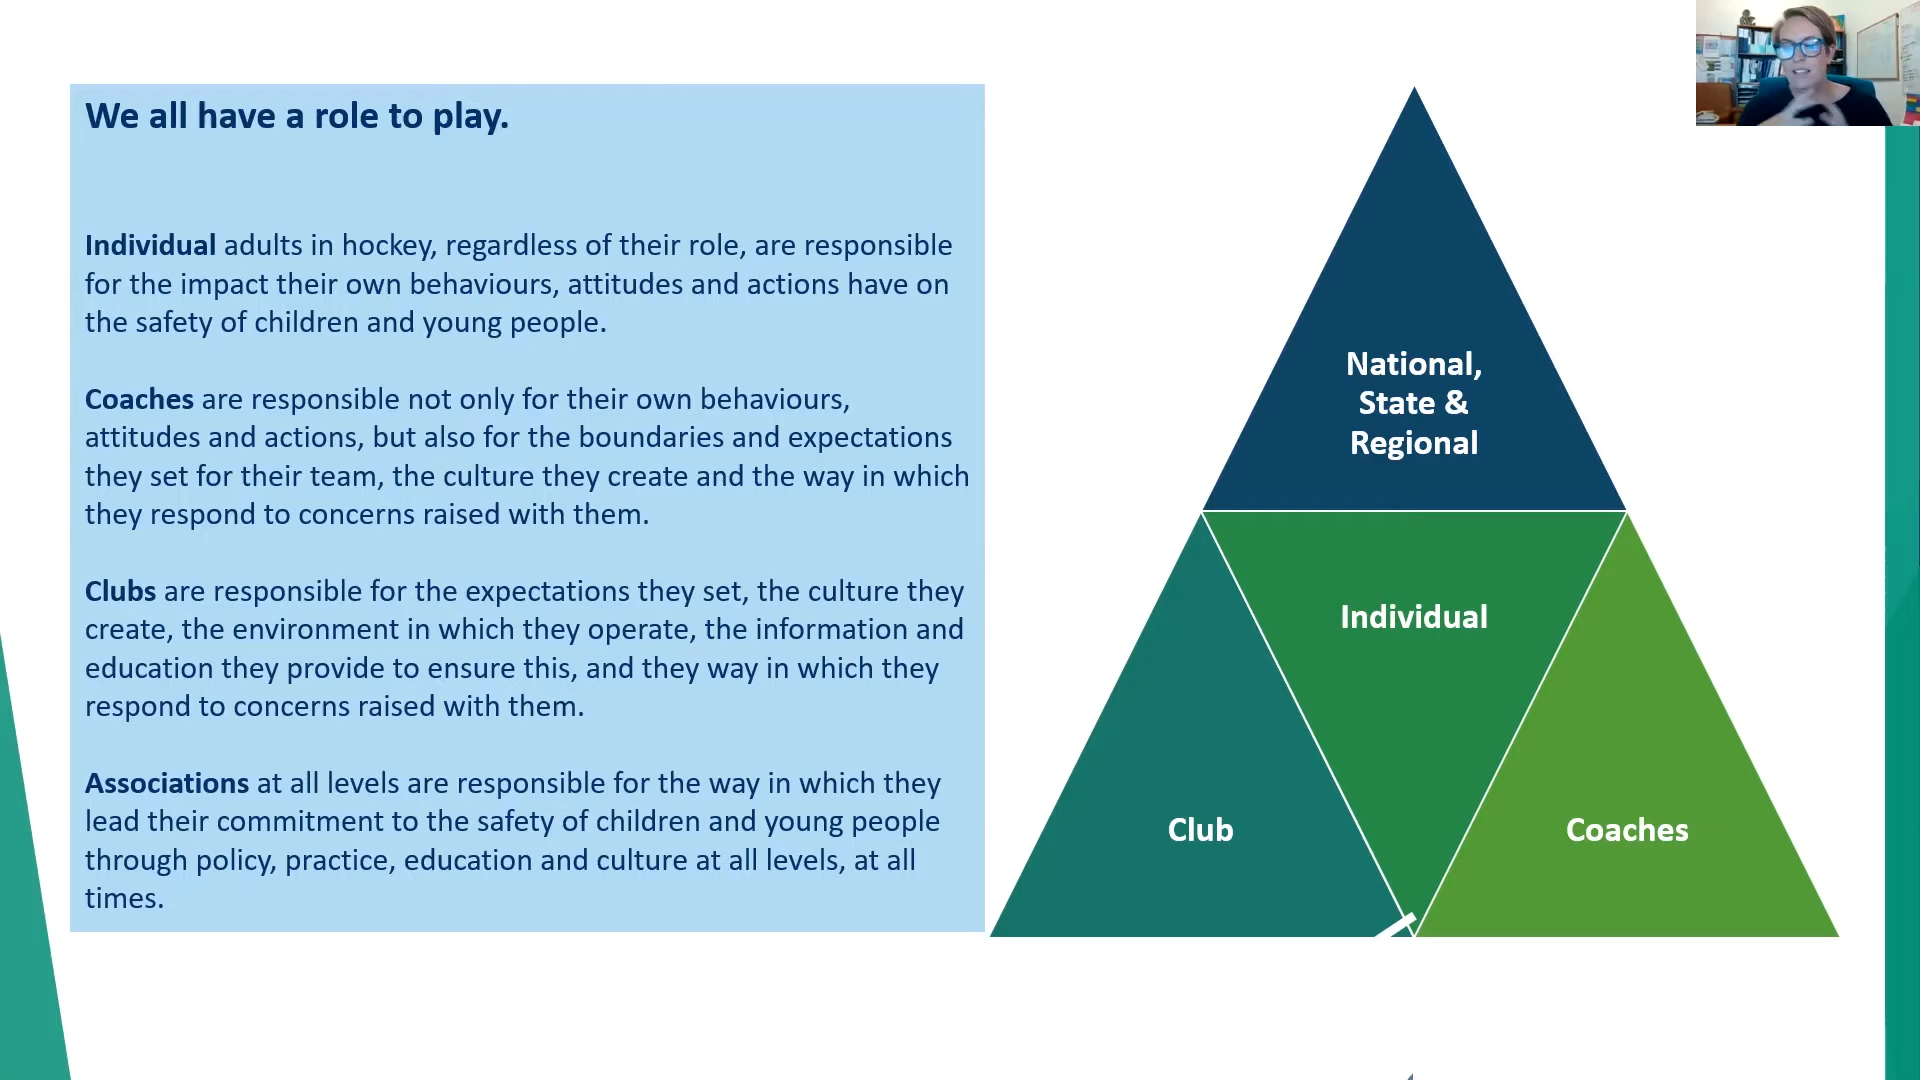 We all have a role to play.
Individual adults in hockey, regardless of their role, are responsible
for the impact their own behaviours, attitudes and actions have on
the safety of children and young people.
Coaches are responsible not only for their own behaviours,
attitudes and actions, but also for the boundaries and expectations
they set for their team, the culture they create and the way in which
they respond to concerns raised with them.
Clubs are responsible for the expectations they set, the culture they
create, the environment in which they operate, the information and
education they provide to ensure this, and they way in which they
respond to concerns raised with them.
Associations at all levels are responsible for the way in which they
lead their commitment to the safety of children and young people
through policy, practice, education and culture at all levels, at all
times.
National,
State &
Regional
Individual
Club
Coaches